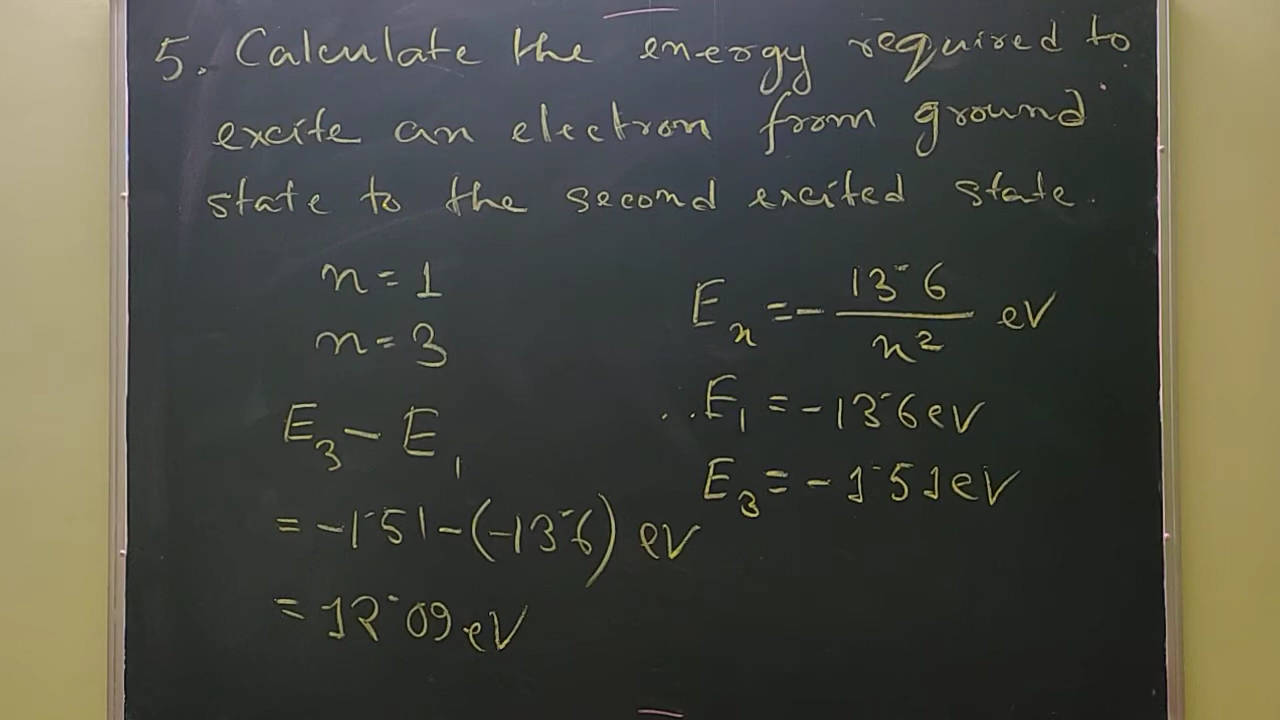 5. Calculate the energy required to
excite an electron from ground
state to the second excited state.
n=1
n=3
E₃ - E₁
= -1·51-(-13·6) eV
= 12·09 eV
Eₙ = - 13·6/n² eV
∴ E₁ = -13·6 eV
E₃ = -1·51 eV